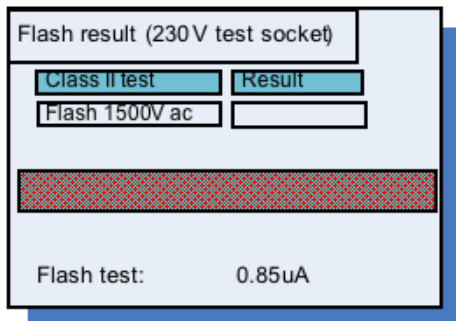 Flash result (230V test socket)
Class II test Result
Flash 1500V ac
Flash test: 0.85uA